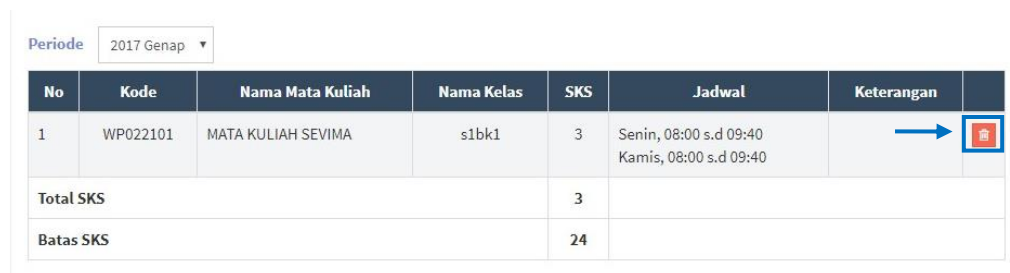 Periode 2017 Genap
No Kode Nama Mata Kuliah Nama Kelas SKS Jadwal Keterangan
1 WP022101 MATA KULIAH SEVIMA s1bk1 3 Senin, 08:00 s.d 09:40
Kamis, 08:00 s.d 09:40
Total SKS 3
Batas SKS 24